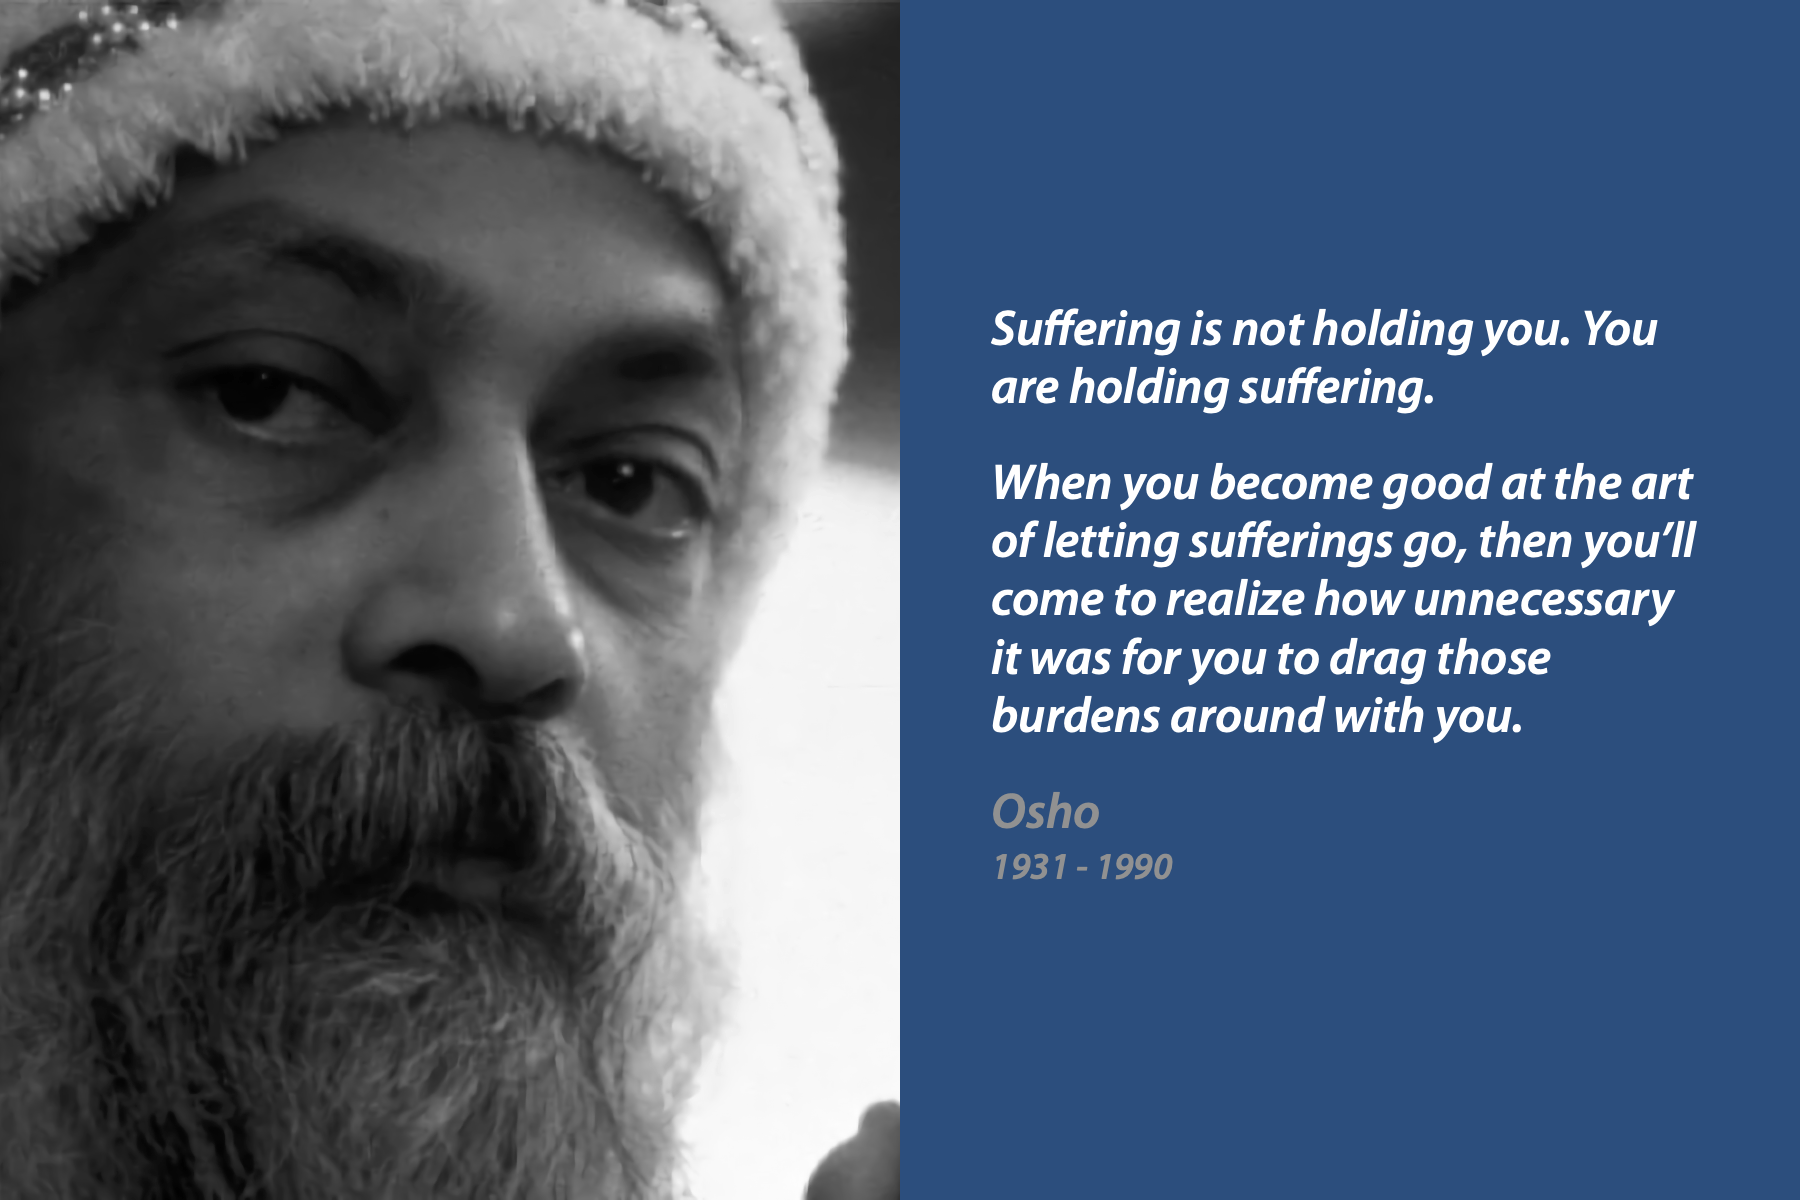 Suffering is not holding you. You
are holding suffering.
When you become good at the art
of letting sufferings go, then you’ll
come to realize how unnecessary
it was for you to drag those
burdens around with you.
Osho
1931 - 1990